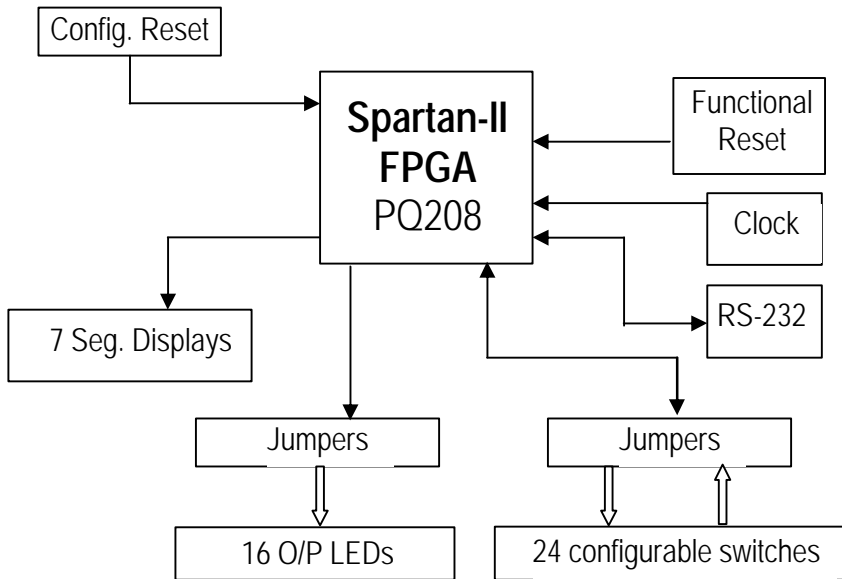 Config. Reset
Spartan-II
FPGA
PQ208
Functional
Reset
Clock
RS-232
7 Seg. Displays
Jumpers
Jumpers
16 O/P LEDs
24 configurable switches